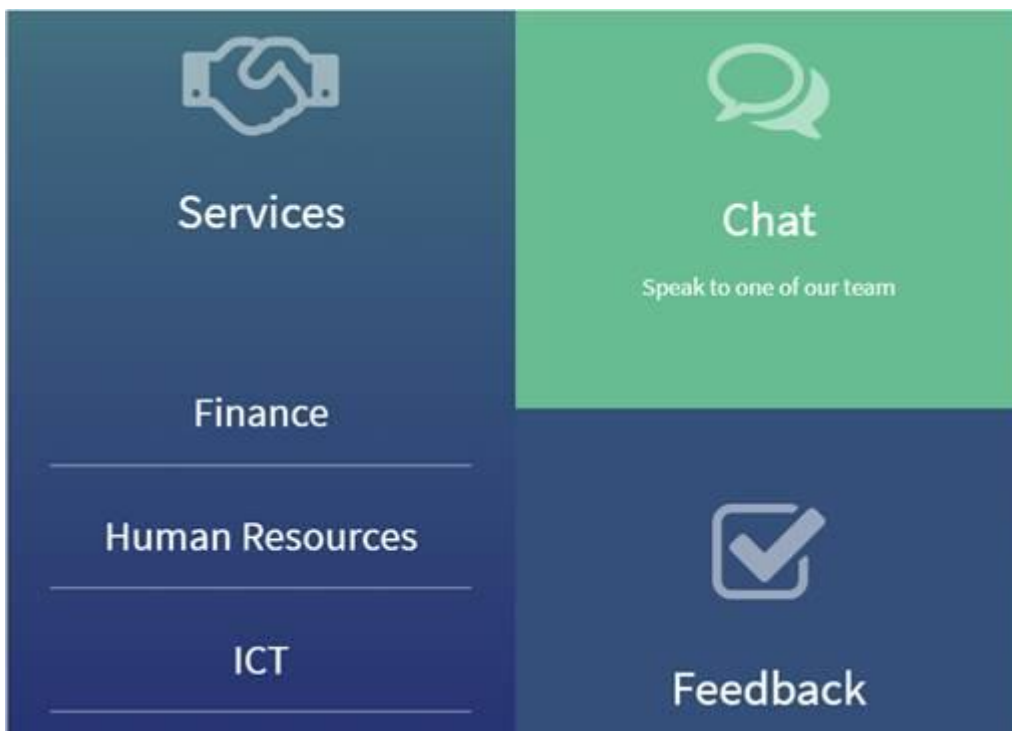 Services
Finance
Human Resources
ICT
Chat
Speak to one of our team
Feedback